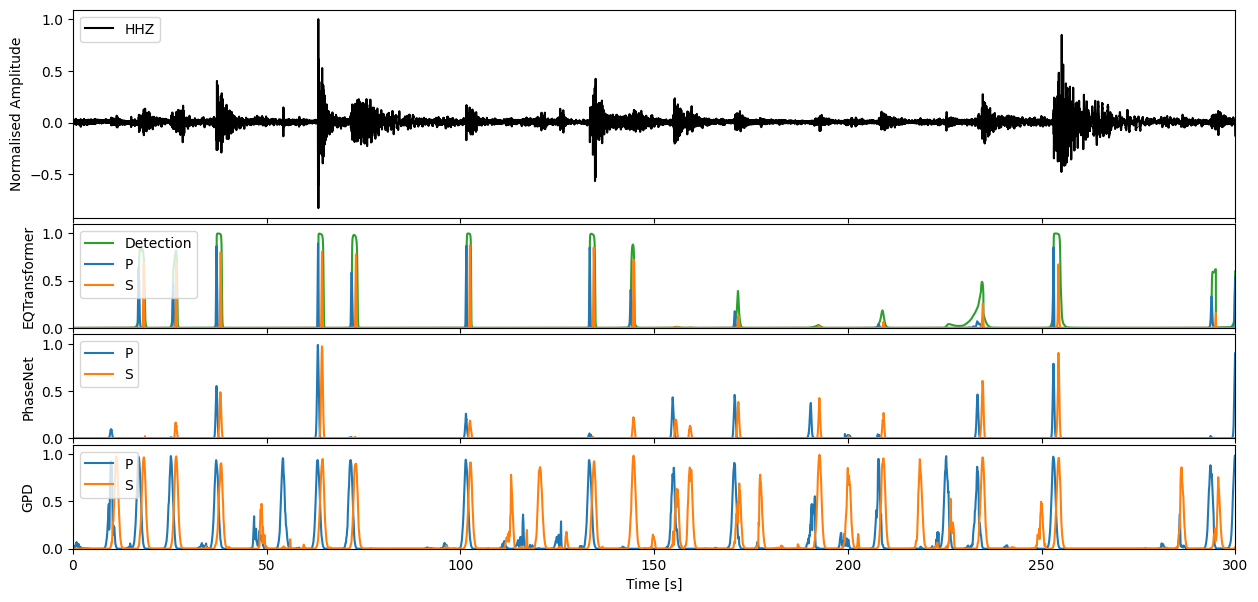 1.0
0.5
0.0
−0.5
Normalised Amplitude
HHZ
1.0
0.5
0.0
EQTransformer
Detection
P
S
1.0
0.5
0.0
PhaseNet
P
S
1.0
0.5
0.0
GPD
P
S
0 50 100 150 200 250 300
Time [s]